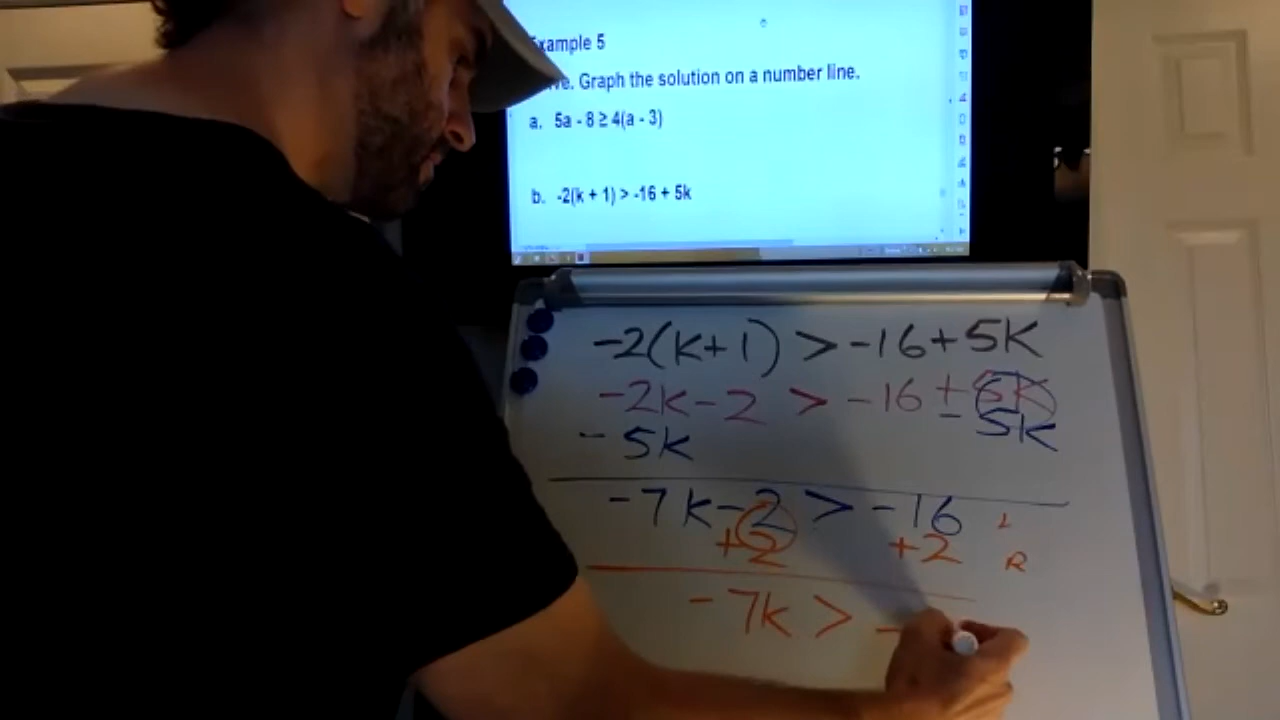 Example 5
Graph the solution on a number line.
a. 5a - 8 ≥ 4(a - 3)
b. -2(k + 1) > -16 + 5k
-2(k+1) > -16+5k
-2k-2 > -16+5k
-5k -5k
-7k-2 > -16 L
+2 +2 R
-7k > -